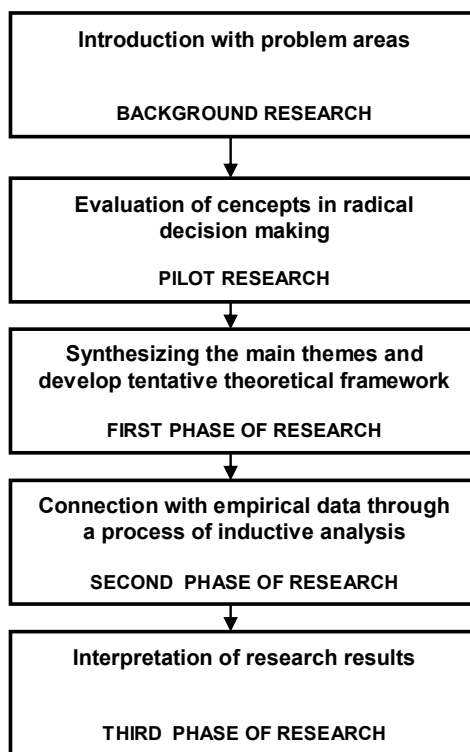 Introduction with problem areas
BACKGROUND RESEARCH
Evaluation of cencepts in radical
decision making
PILOT RESEARCH
Synthesizing the main themes and
develop tentative theoretical framework
FIRST PHASE OF RESEARCH
Connection with empirical data through
a process of inductive analysis
SECOND PHASE OF RESEARCH
Interpretation of research results
THIRD PHASE OF RESEARCH